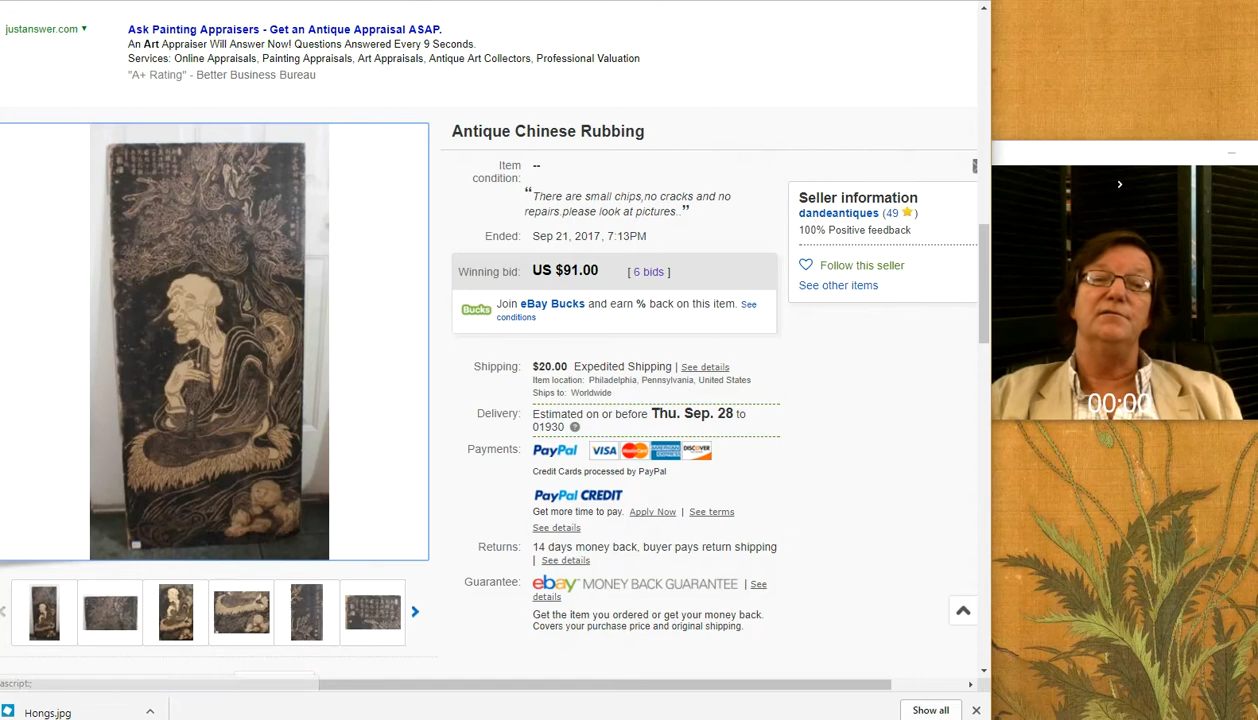 justanswer.com
Ask Painting Appraisers - Get an Antique Appraisal ASAP.
An Art Appraiser Will Answer Now! Questions Answered Every 9 Seconds.
Services: Online Appraisals, Painting Appraisals, Art Appraisers, Antique Art Collectors, Professional Valuation
"A+ Rating" - Better Business Bureau
Antique Chinese Rubbing
Item condition: --
“There are small chips,no cracks and no
repairs.please look at pictures..”
Ended: Sep 21, 2017, 7:13PM
Winning bid: US $91.00 [ 6 bids ]
Bucks Join eBay Bucks and earn % back on this item. See
conditions
Shipping: $20.00 Expedited Shipping | See details
Item location: Philadelphia, Pennsylvania, United States
Ships to: Worldwide
Delivery: Estimated on or before Thu. Sep. 28 to
01930
Payments: PayPal VISA MasterCard AMERICAN EXPRESS DISCOVER
Credit Cards processed by PayPal
PayPal CREDIT
Get more time to pay. Apply Now | See terms
See details
Returns: 14 days money back, buyer pays return shipping
| See details
Guarantee: ebay MONEY BACK GUARANTEE | See
details
Get the item you ordered or get your money back.
Covers your purchase price and original shipping.
Seller information
dandeantiques (49 )
100% Positive feedback
Follow this seller
See other items
00:00
ascript:;
Hongs.jpg
Show all